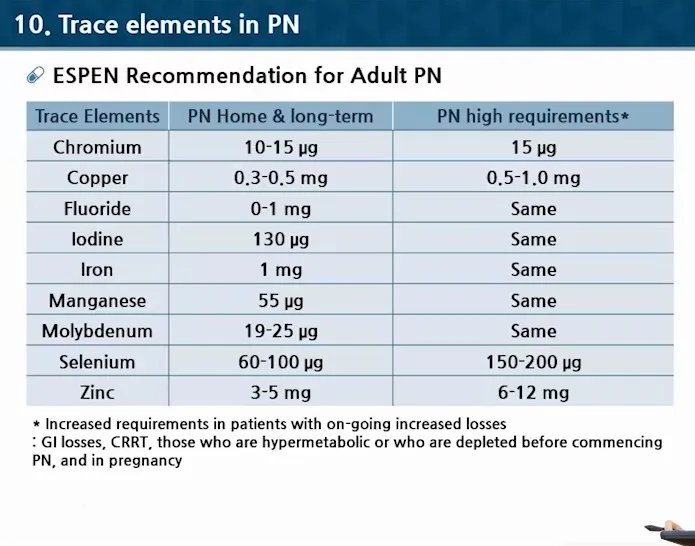 10. Trace elements in PN
ESPEN Recommendation for Adult PN
Trace Elements PN Home & long-term PN high requirements*
Chromium 10-15 μg 15 μg
Copper 0.3-0.5 mg 0.5-1.0 mg
Fluoride 0-1 mg Same
Iodine 130 μg Same
Iron 1 mg Same
Manganese 55 μg Same
Molybdenum 19-25 μg Same
Selenium 60-100 μg 150-200 μg
Zinc 3-5 mg 6-12 mg
* Increased requirements in patients with on-going increased losses
: GI losses, CRRT, those who are hypermetabolic or who are depleted before commencing
PN, and in pregnancy